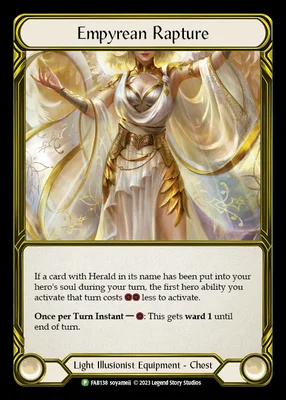 Empyrean Rapture
If a card with Herald in its name has been put into your
hero's soul during your turn, the first hero ability you
activate that turn costs less to activate.
Once per Turn Instant — : This gets ward 1 until
end of turn.
Light Illusionist Equipment - Chest
P FAB138 soyameii © 2023 Legend Story Studios